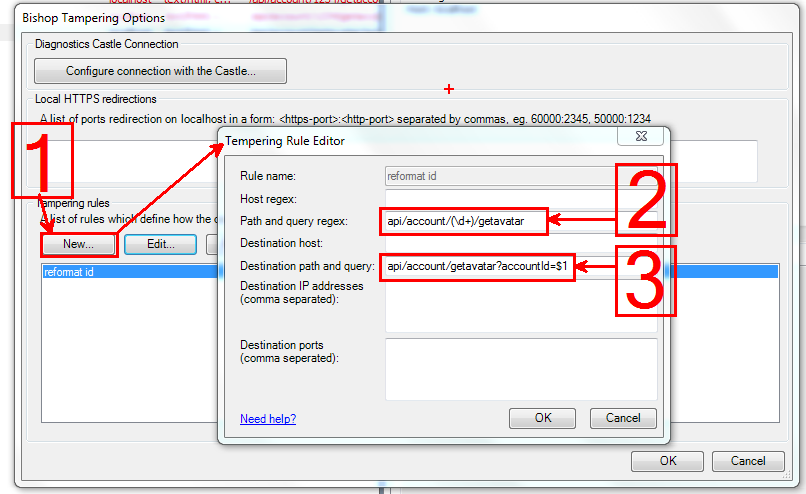 Bishop Tampering Options
Diagnostics Castle Connection
Configure connection with the Castle...
Local HTTPS redirections
A list of ports redirection on localhost in a form: <https-port>:<http-port> separated by commas, eg. 60000:2345, 50000:1234
1
Tampering rules
A list of rules which define how the
New...
Edit...
reformat id
Tempering Rule Editor
Rule name:
reformat id
Host regex:
Path and query regex:
api/account/(\d+)/getavatar
2
Destination host:
Destination path and query:
api/account/getavatar?accountId=$1
3
Destination IP addresses
(comma separated):
Destination ports
(comma seperated):
Need help?
OK
Cancel
OK
Cancel